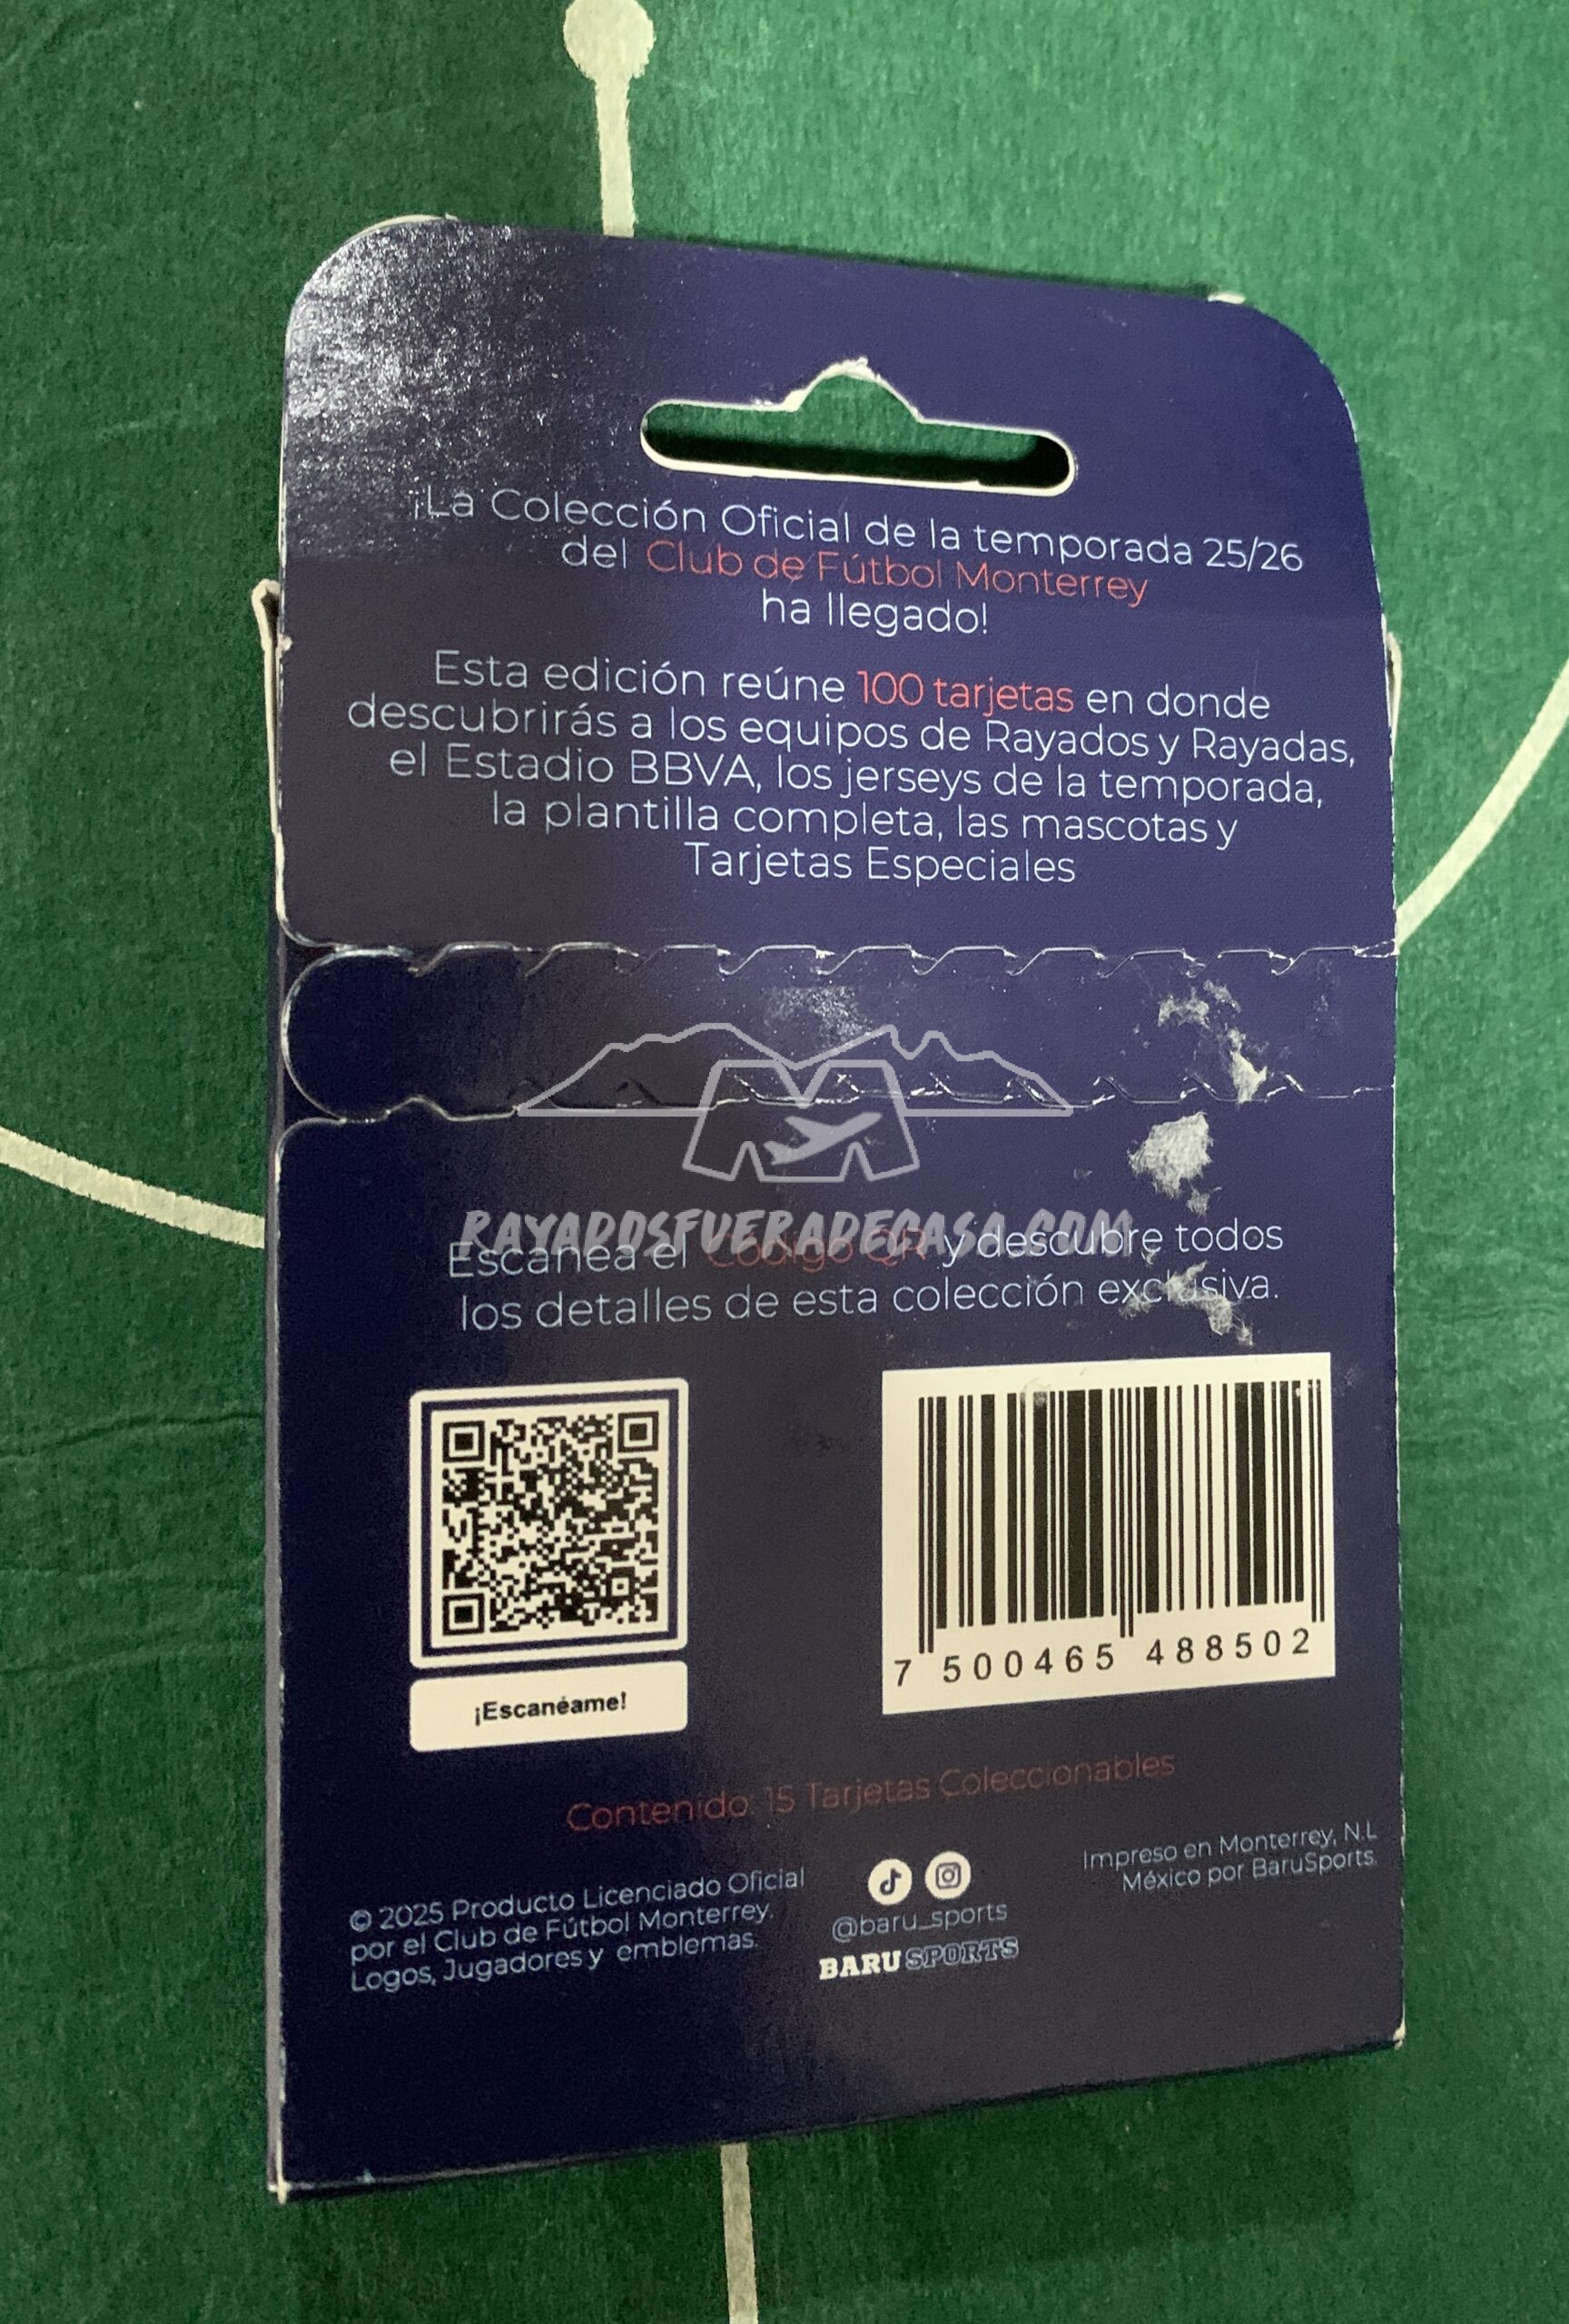 ¡La Colección Oficial de la temporada 25/26
del Club de Fútbol Monterrey
ha llegado!
Esta edición reúne 100 tarjetas en donde
descubrirás a los equipos de Rayados y Rayadas,
el Estadio BBVA, los jerseys de la temporada,
la plantilla completa, las mascotas y
Tarjetas Especiales
RAYADOSFUERADECASA.COM
Escanea el Código QR y descubre todos
los detalles de esta colección exclusiva.
¡Escanéame!
7 500465 488502
Contenido: 15 Tarjetas Coleccionables
© 2025 Producto Licenciado Oficial
por el Club de Fútbol Monterrey.
Logos, Jugadores y emblemas.
@baru_sports
BARU SPORTS
Impreso en Monterrey, N.L
México por BaruSports.